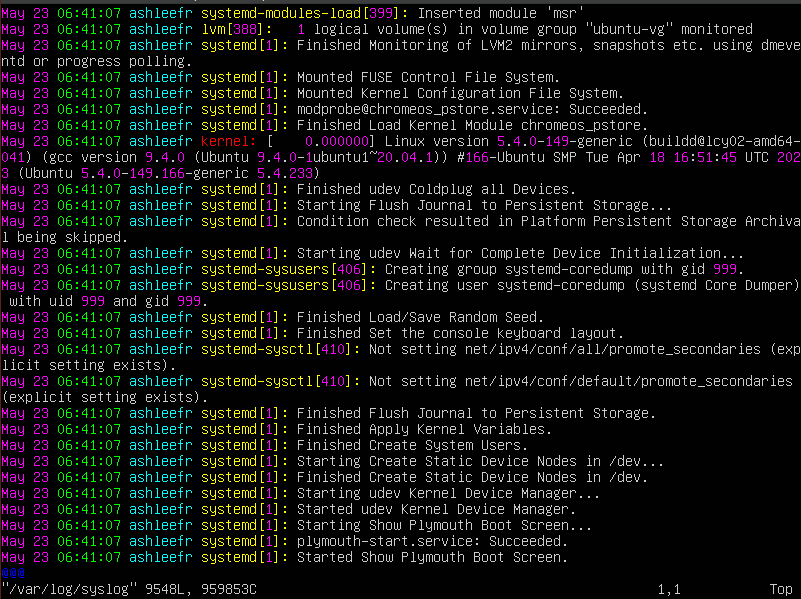 May 23 06:41:07 ashleefr systemd-modules-load[399]: Inserted module 'msr'
May 23 06:41:07 ashleefr lvm[388]:   1 logical volume(s) in volume group "ubuntu-vg" monitored
May 23 06:41:07 ashleefr systemd[1]: Finished Monitoring of LVM2 mirrors, snapshots etc. using dmeve
ntd or progress polling.
May 23 06:41:07 ashleefr systemd[1]: Mounted FUSE Control File System.
May 23 06:41:07 ashleefr systemd[1]: Mounted Kernel Configuration File System.
May 23 06:41:07 ashleefr systemd[1]: modprobe@chromeos_pstore.service: Succeeded.
May 23 06:41:07 ashleefr systemd[1]: Finished Load Kernel Module chromeos_pstore.
May 23 06:41:07 ashleefr kernel: [    0.000000] Linux version 5.4.0-149-generic (buildd@lcy02-amd64-
041) (gcc version 9.4.0 (Ubuntu 9.4.0-1ubuntu1~20.04.1)) #166-Ubuntu SMP Tue Apr 18 16:51:45 UTC 202
3 (Ubuntu 5.4.0-149.166-generic 5.4.233)
May 23 06:41:07 ashleefr systemd[1]: Finished udev Coldplug all Devices.
May 23 06:41:07 ashleefr systemd[1]: Starting Flush Journal to Persistent Storage...
May 23 06:41:07 ashleefr systemd[1]: Condition check resulted in Platform Persistent Storage Archiva
l being skipped.
May 23 06:41:07 ashleefr systemd[1]: Starting udev Wait for Complete Device Initialization...
May 23 06:41:07 ashleefr systemd-sysusers[406]: Creating group systemd-coredump with gid 999.
May 23 06:41:07 ashleefr systemd-sysusers[406]: Creating user systemd-coredump (systemd Core Dumper)
 with uid 999 and gid 999.
May 23 06:41:07 ashleefr systemd[1]: Finished Load/Save Random Seed.
May 23 06:41:07 ashleefr systemd[1]: Finished Set the console keyboard layout.
May 23 06:41:07 ashleefr systemd-sysctl[410]: Not setting net/ipv4/conf/all/promote_secondaries (exp
licit setting exists).
May 23 06:41:07 ashleefr systemd-sysctl[410]: Not setting net/ipv4/conf/default/promote_secondaries
(explicit setting exists).
May 23 06:41:07 ashleefr systemd[1]: Finished Flush Journal to Persistent Storage.
May 23 06:41:07 ashleefr systemd[1]: Finished Apply Kernel Variables.
May 23 06:41:07 ashleefr systemd[1]: Finished Create System Users.
May 23 06:41:07 ashleefr systemd[1]: Starting Create Static Device Nodes in /dev...
May 23 06:41:07 ashleefr systemd[1]: Finished Create Static Device Nodes in /dev.
May 23 06:41:07 ashleefr systemd[1]: Starting udev Kernel Device Manager...
May 23 06:41:07 ashleefr systemd[1]: Started udev Kernel Device Manager.
May 23 06:41:07 ashleefr systemd[1]: Starting Show Plymouth Boot Screen...
May 23 06:41:07 ashleefr systemd[1]: plymouth-start.service: Succeeded.
May 23 06:41:07 ashleefr systemd[1]: Started Show Plymouth Boot Screen.
@@@
"/var/log/syslog" 9548L, 959853C 1,1 Top